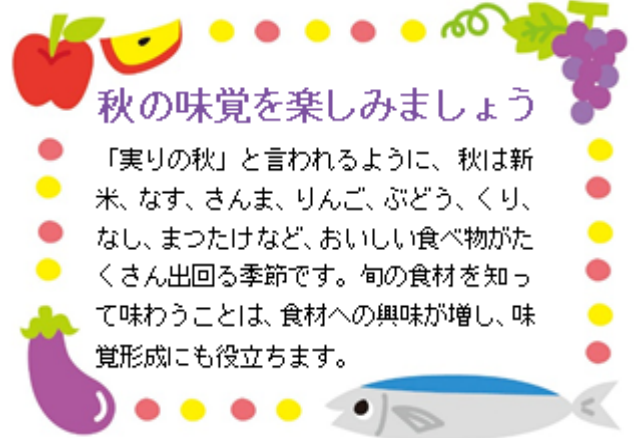 秋の味覚を楽しみましょう
「実りの秋」と言われるように、秋は新
米、なす、さんま、りんご、ぶどう、くり、
なし、まつたけなど、おいしい食べ物がた
くさん出回る季節です。旬の食材を知っ
て味わうことは、食材への興味が増し、味
覚形成にも役立ちます。